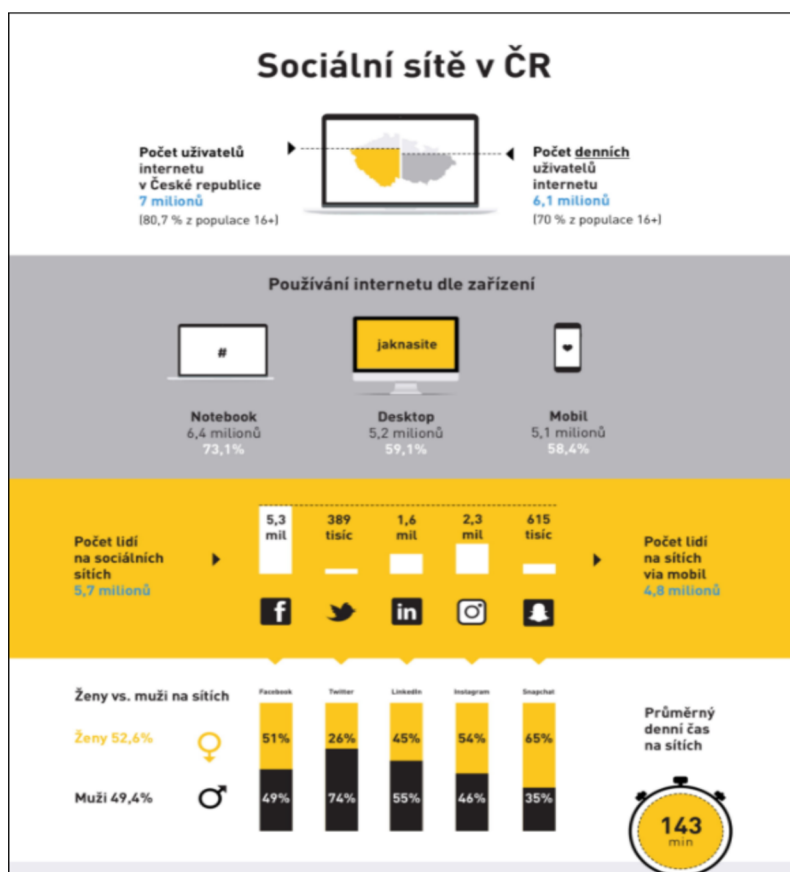 Sociální sítě v ČR
Počet uživatelů
internetu
v České republice
7 milionů
(80,7 % z populace 16+)
Počet denních
uživatelů
internetu
6,1 milionů
(70 % z populace 16+)
Používání internetu dle zařízení
#
jaknasite
Notebook
6,4 milionů
73,1%
Desktop
5,2 milionů
59,1%
Mobil
5,1 milionů
58,4%
Počet lidí
na sociálních
sítích
5,7 milionů
5,3
mil
389
tisíc
1,6
mil
2,3
mil
615
tisíc
f
in
Počet lidí
na sítích
via mobil
4,8 milionů
Ženy vs. muži na sítích
Ženy 52,6%
Muži 49,4%
Facebook
Twitter
LinkedIn
Instagram
Snapchat
51%
26%
45%
54%
65%
49%
74%
55%
46%
35%
Průměrný
denní čas
na sítích
143
min